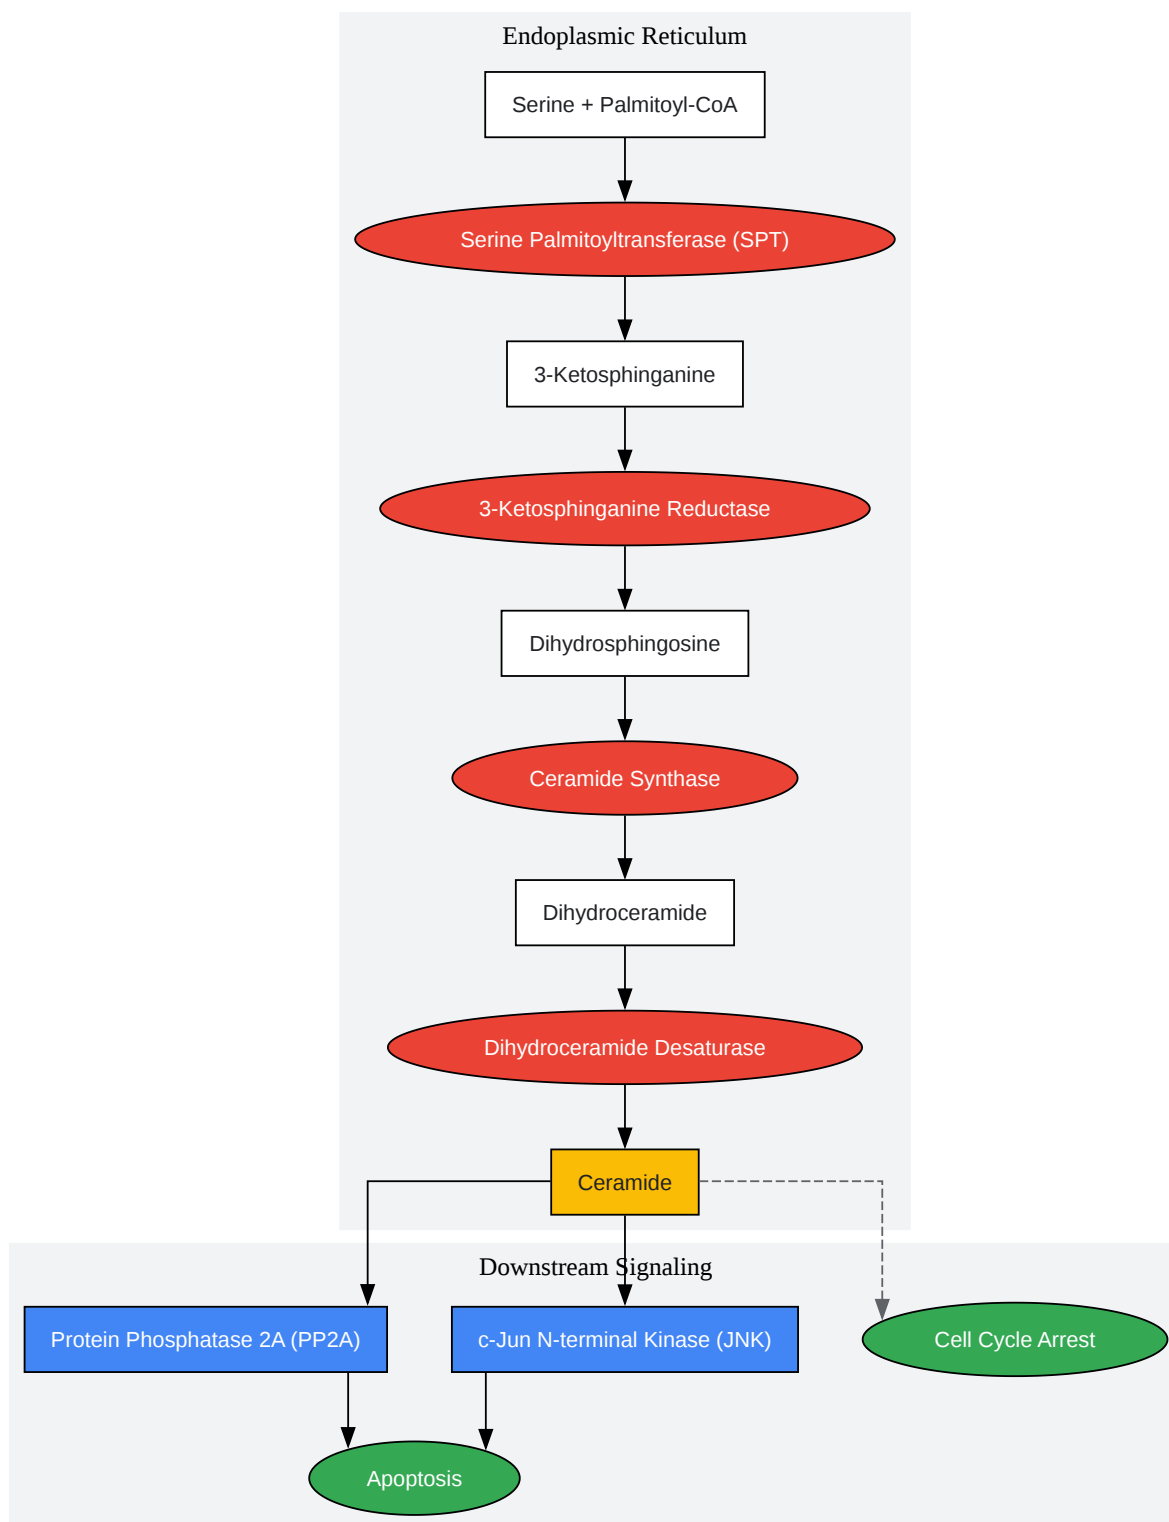 Endoplasmic Reticulum
Serine + Palmitoyl-CoA
Serine Palmitoyltransferase (SPT)
3-Ketosphinganine
3-Ketosphinganine Reductase
Dihydrosphingosine
Ceramide Synthase
Dihydroceramide
Dihydroceramide Desaturase
Ceramide
Downstream Signaling
Protein Phosphatase 2A (PP2A)
c-Jun N-terminal Kinase (JNK)
Cell Cycle Arrest
Apoptosis